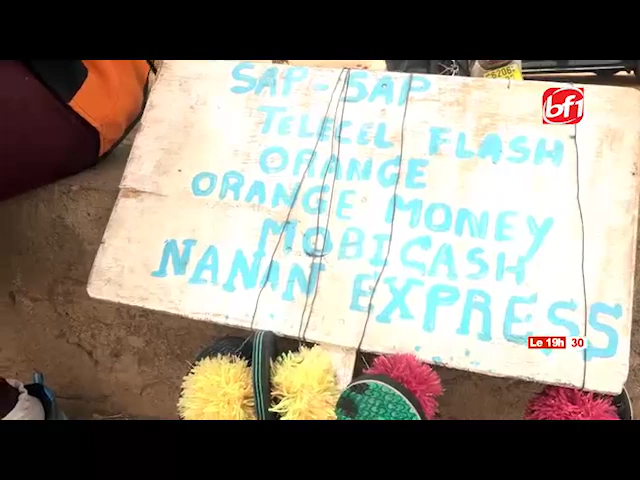 SAP-SAP
TELECEL FLASH
ORANGE
ORANGE MONEY
MOBICASH
NANAN EXPRESS
bf1
Le 19h 30